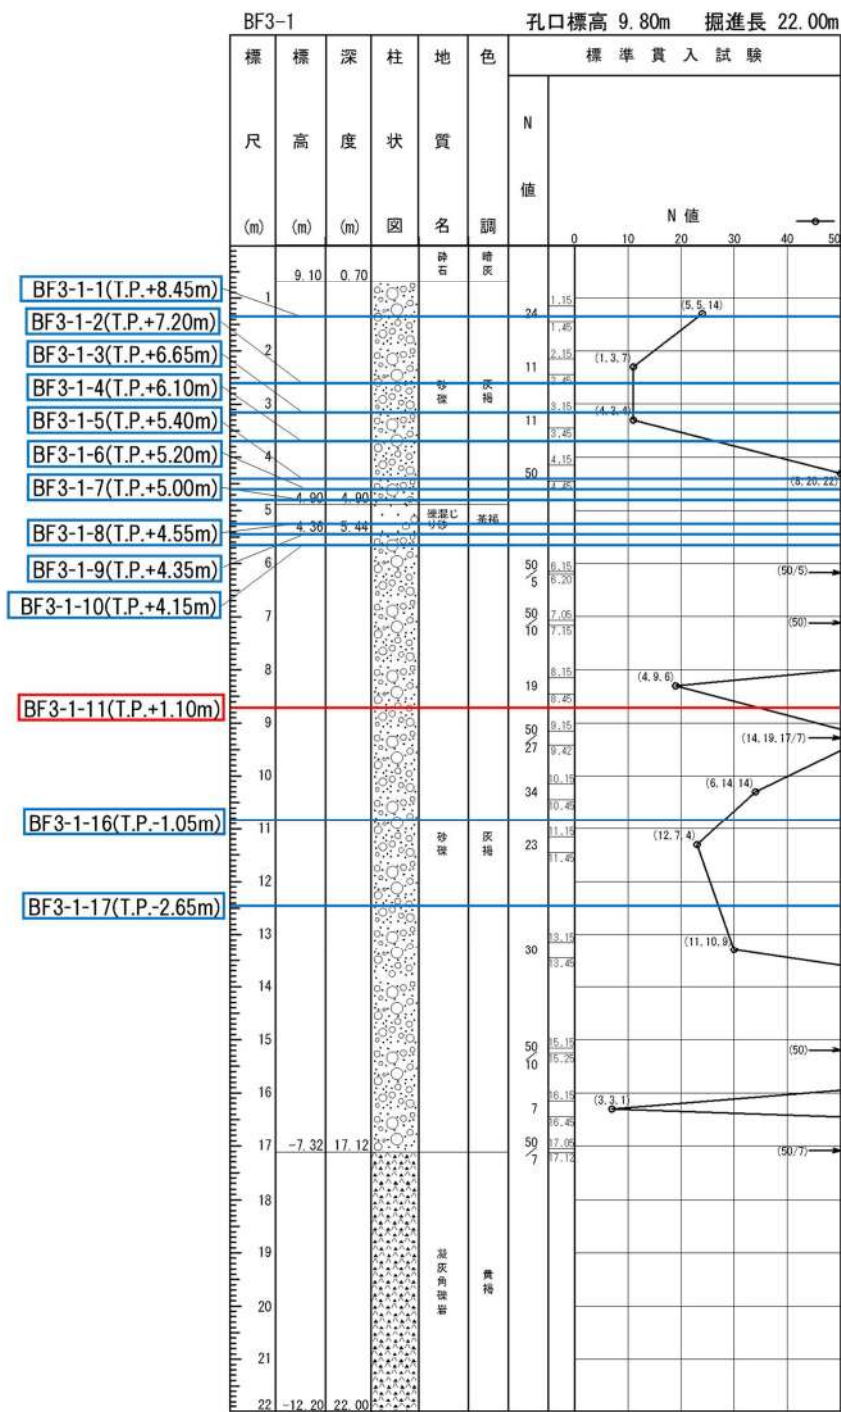 BF3-1 孔口標高 9.80m 掘進長 22.00m
標尺(m) 標高(m) 深度(m) 柱状図 地質名 色調 標準貫入試験
N値 N 値
0 10 20 30 40 50
砕石 暗灰
9.10 0.70
BF3-1-1(T.P.+8.45m)
BF3-1-2(T.P.+7.20m)
BF3-1-3(T.P.+6.65m)
BF3-1-4(T.P.+6.10m)
BF3-1-5(T.P.+5.40m)
BF3-1-6(T.P.+5.20m)
BF3-1-7(T.P.+5.00m)
BF3-1-8(T.P.+4.55m)
BF3-1-9(T.P.+4.35m)
BF3-1-10(T.P.+4.15m)
BF3-1-11(T.P.+1.10m)
BF3-1-16(T.P.-1.05m)
BF3-1-17(T.P.-2.65m)
1 24 1.15 1.45 (5,5,14)
2 11 2.15 2.45 (1,3,7)
砂礫 灰褐
3 11 3.15 3.45 (4,3,4)
4 50 4.15 4.45 (8,20,22)
4.90 4.90
5 礫混じり砂 茶褐
4.36 5.44
6 50/5 6.15 6.20 (50/5)
7 50/10 7.05 7.15 (50)
8 19 8.15 8.45 (4,9,6)
9 50/27 9.15 9.42 (14,19,17/7)
10 34 10.15 10.45 (6,14,14)
11 砂礫 灰褐 23 11.15 11.45 (12,7,4)
12
13 30 13.15 13.45 (11,10,9)
14
15 50/10 15.15 15.25 (50)
16 7 16.15 16.45 (3,3,1)
17 -7.32 17.12 50/7 17.05 17.12 (50/7)
18
19 凝灰角礫岩 黄褐
20
21
22 -12.20 22.00